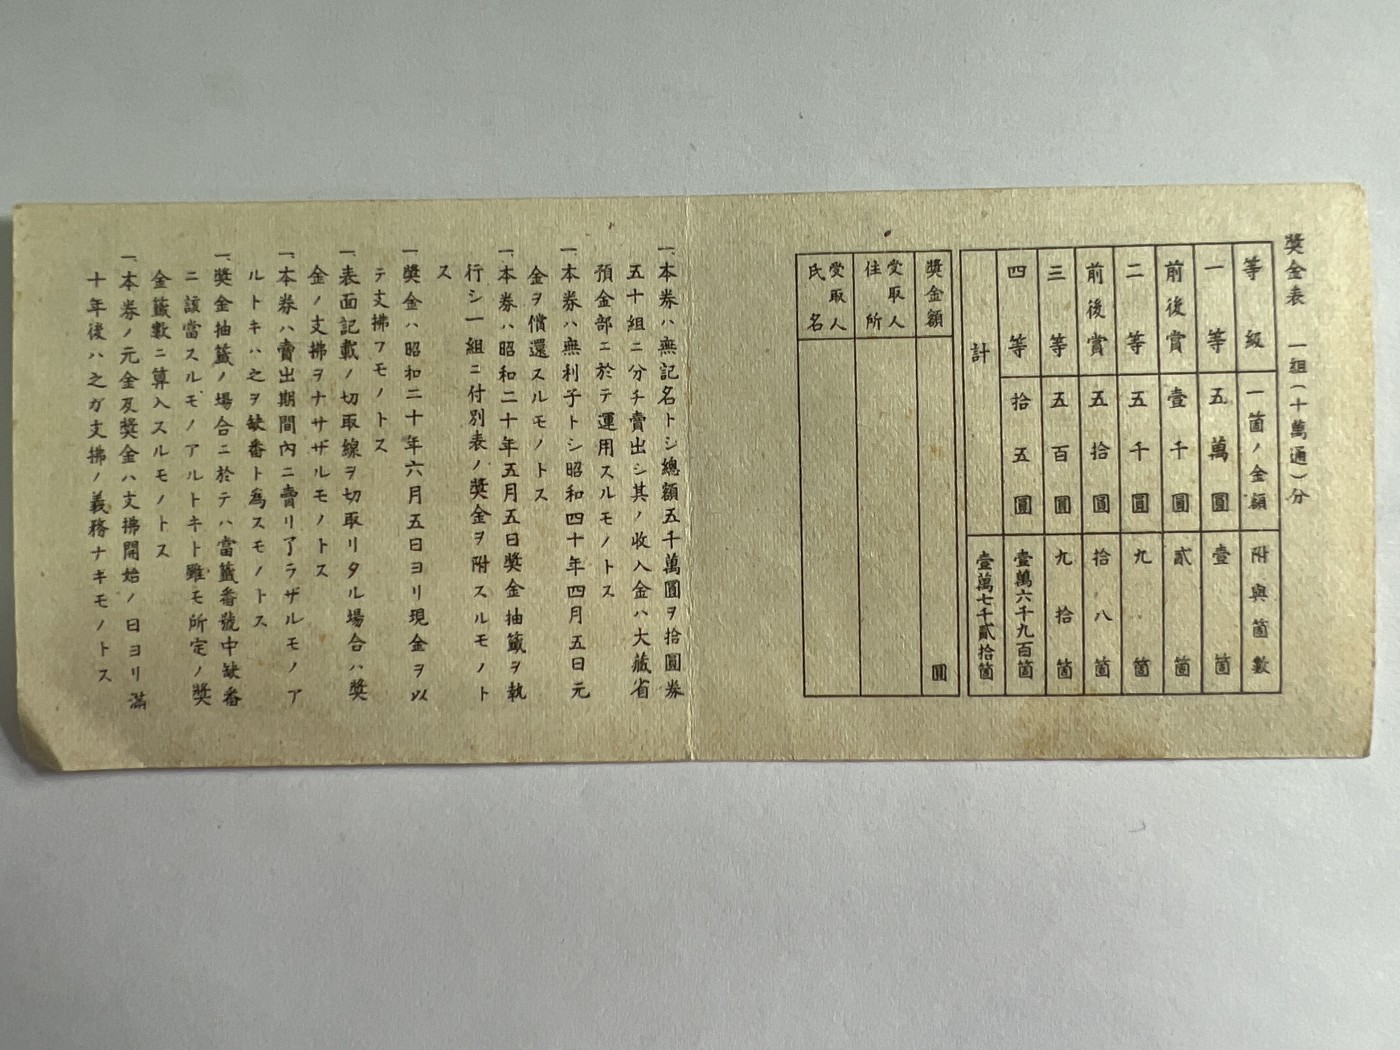 獎金表 一組(十萬通)分
等級 一箇ノ金額 附與箇數
一等 五萬圓 壹箇
前後賞 壹千圓 貳箇
二等 五千圓 九箇
前後賞 五拾圓 拾八箇
三等 五百圓 九拾箇
四等 拾五圓 壹萬六千九百箇
計 壹萬七千貳拾箇
獎金額 圓
受取人住所
受取人氏名
一、本券ハ無記名トシ總額五千萬圓ヲ拾圓券
五十組ニ分チ賣出シ其ノ收入金ハ大藏省
預金部ニ於テ運用スルモノトス
一、本券ハ無利子トシ昭和四十年四月五日元
金ヲ償還スルモノトス
一、本券ハ昭和二十年五月五日獎金抽籤ヲ執
行シ一組ニ付別表ノ獎金ヲ附スルモノト
ス
一、獎金ハ昭和二十年六月五日ヨリ現金ヲ以
テ支拂フモノトス
一、表面記載ノ切取線ヲ切取リタル場合ハ獎
金ノ支拂ヲナサザルモノトス
一、本券ハ賣出期間內ニ賣リ了ラザルモノア
ルトキハ之ヲ缺番ト為スモノトス
一、獎金抽籤ノ場合ニ於テハ當籤番號中缺番
ニ該當スルモノアルトキト雖モ所定ノ獎
金籤數ニ算入スルモノトス
一、本券ノ元金及獎金ハ支拂開始ノ日ヨリ滿
十年後ハ之ガ支拂ノ義務ナキモノトス